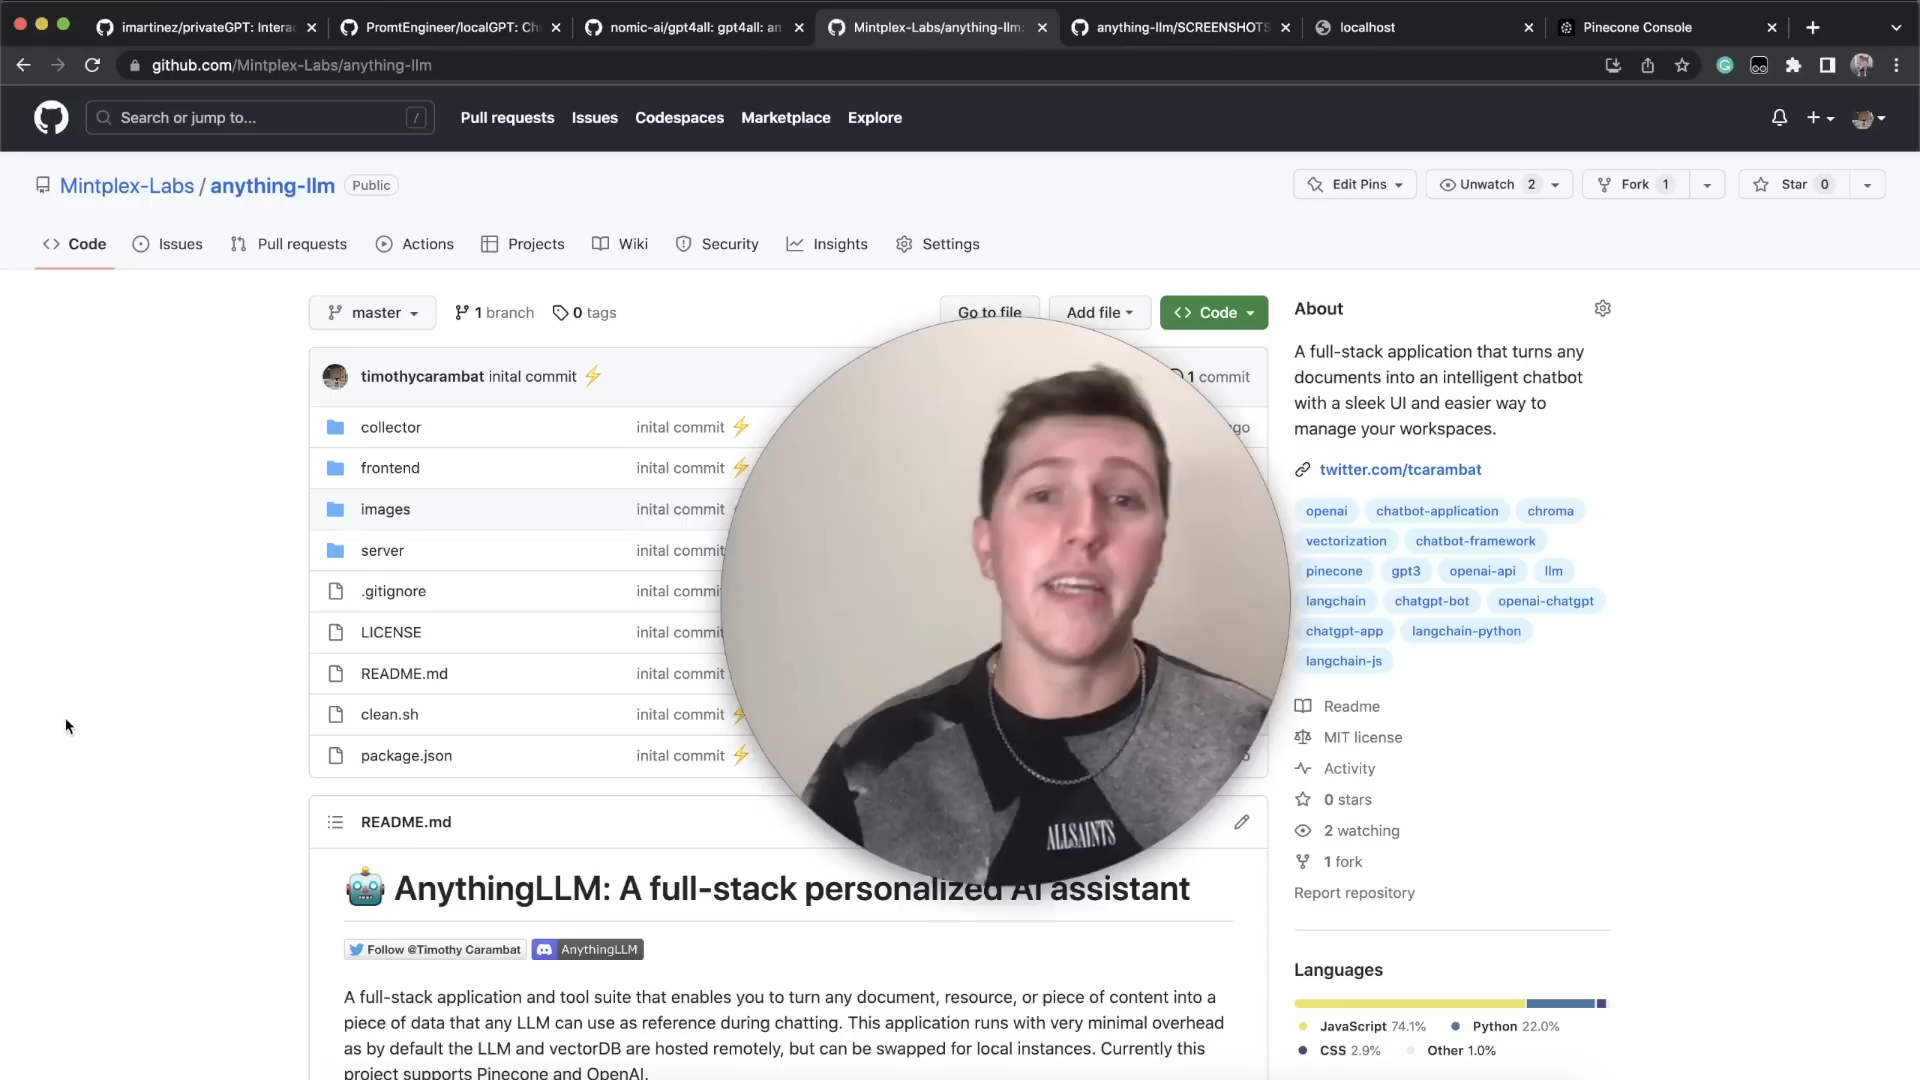 imartinez/privateGPT: Intera
PromtEngineer/localGPT: Ch
nomic-ai/gpt4all: gpt4all: an
Mintplex-Labs/anything-llm:
anything-llm/SCREENSHOTS
localhost
Pinecone Console
github.com/Mintplex-Labs/anything-llm
Search or jump to...
/
Pull requests
Issues
Codespaces
Marketplace
Explore
Mintplex-Labs / anything-llm
Public
Edit Pins
Unwatch 2
Fork 1
Star 0
Code
Issues
Pull requests
Actions
Projects
Wiki
Security
Insights
Settings
master
1 branch
0 tags
Go to file
Add file
Code
timothycarambat inital commit ⚡
1 commit
collector inital commit ⚡ go
frontend inital commit ⚡
images inital commit
server inital commit
.gitignore inital commit
LICENSE inital commit
README.md inital commit
clean.sh inital commit ⚡
package.json inital commit ⚡
About
A full-stack application that turns any
documents into an intelligent chatbot
with a sleek UI and easier way to
manage your workspaces.
twitter.com/tcarambat
openai chatbot-application chroma
vectorization chatbot-framework
pinecone gpt3 openai-api llm
langchain chatgpt-bot openai-chatgpt
chatgpt-app langchain-python
langchain-js
Readme
MIT license
Activity
0 stars
2 watching
1 fork
Report repository
Languages
JavaScript 74.1% Python 22.0%
CSS 2.9% Other 1.0%
ALLSAINTS
README.md
🤖 AnythingLLM: A full-stack personalized AI assistant
Follow @Timothy Carambat
AnythingLLM
A full-stack application and tool suite that enables you to turn any document, resource, or piece of content into a
piece of data that any LLM can use as reference during chatting. This application runs with very minimal overhead
as by default the LLM and vectorDB are hosted remotely, but can be swapped for local instances. Currently this
project supports Pinecone and OpenAI.